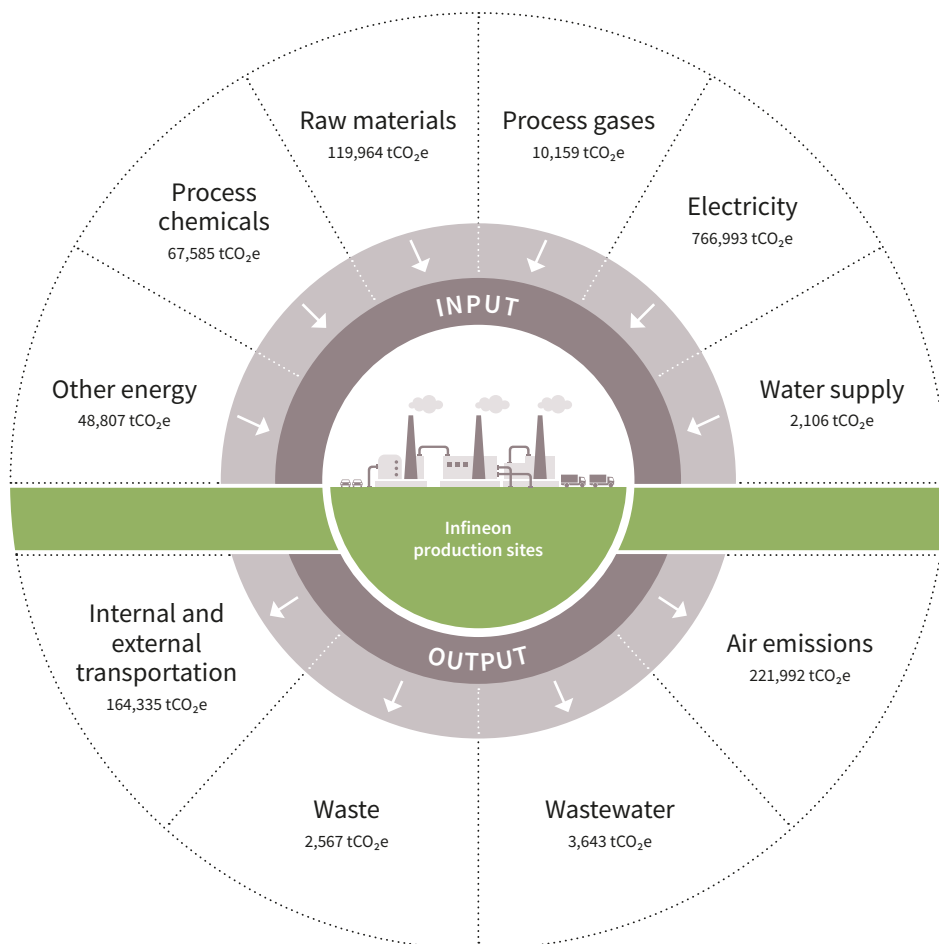 Raw materials
119,964 tCO₂e
Process gases
10,159 tCO₂e
Process
chemicals
67,585 tCO₂e
Electricity
766,993 tCO₂e
Other energy
48,807 tCO₂e
Water supply
2,106 tCO₂e
INPUT
Infineon
production sites
OUTPUT
Internal and
external
transportation
164,335 tCO₂e
Air emissions
221,992 tCO₂e
Waste
2,567 tCO₂e
Wastewater
3,643 tCO₂e